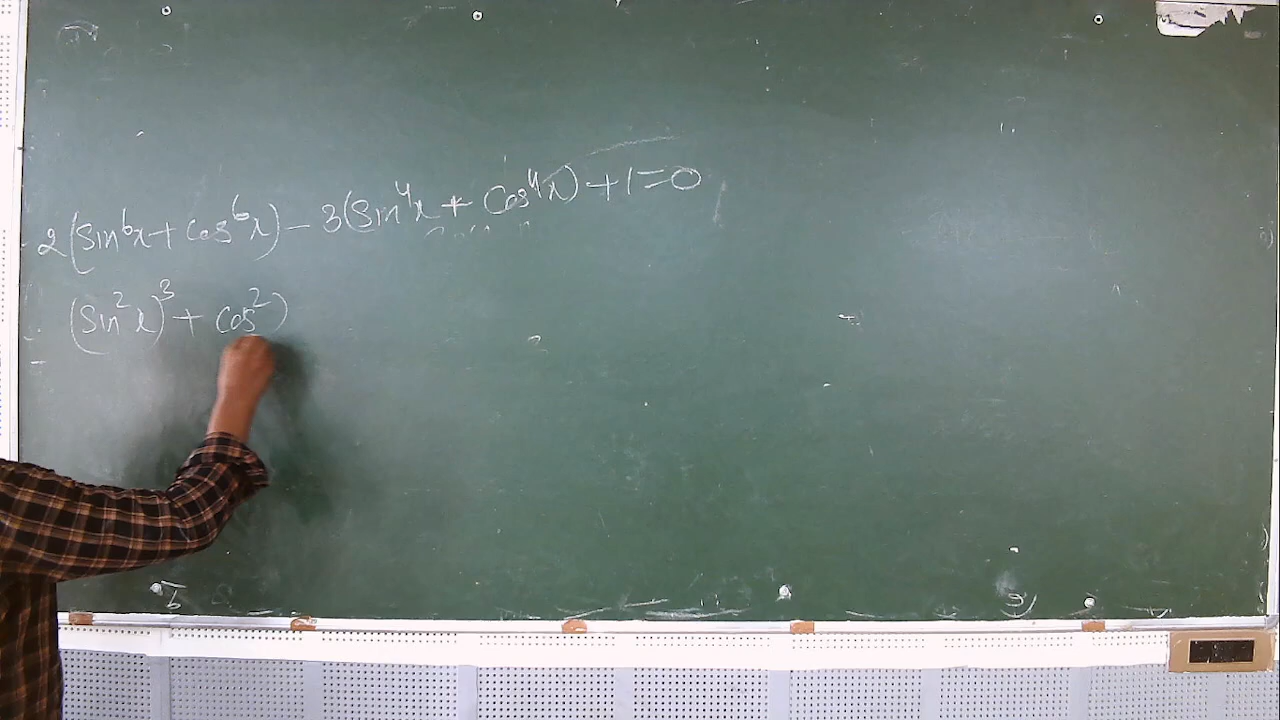 2(sin⁶x + cos⁶x) - 3(sin⁴x + cos⁴x) + 1 = 0
(sin²x)³ + cos²)